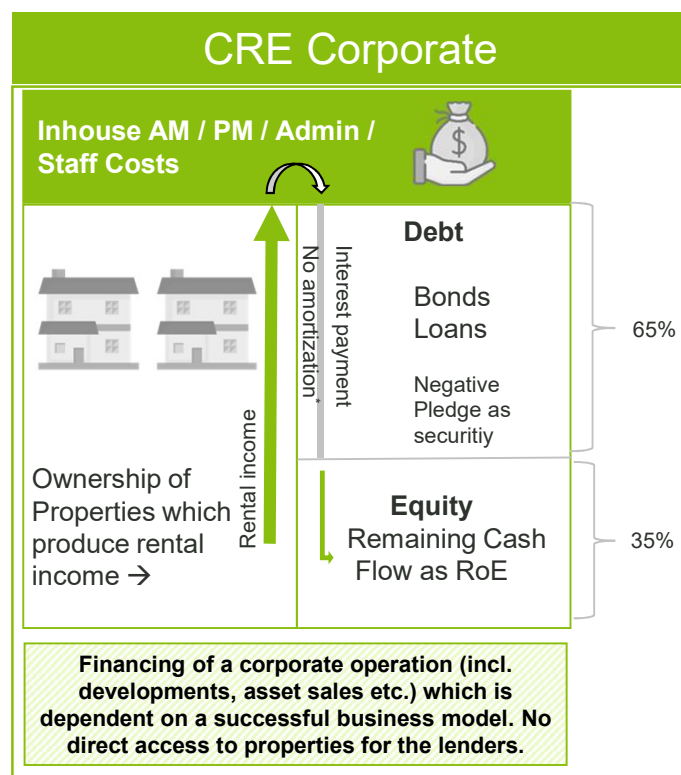 CRE Corporate
Inhouse AM / PM / Admin /
Staff Costs
$
Ownership of
Properties which
produce rental
income →
Rental income
Interest payment
No amortization*
Debt
Bonds
Loans
Negative
Pledge as
securitiy
65%
Equity
Remaining Cash
Flow as RoE
35%
Financing of a corporate operation (incl.
developments, asset sales etc.) which is
dependent on a successful business model. No
direct access to properties for the lenders.